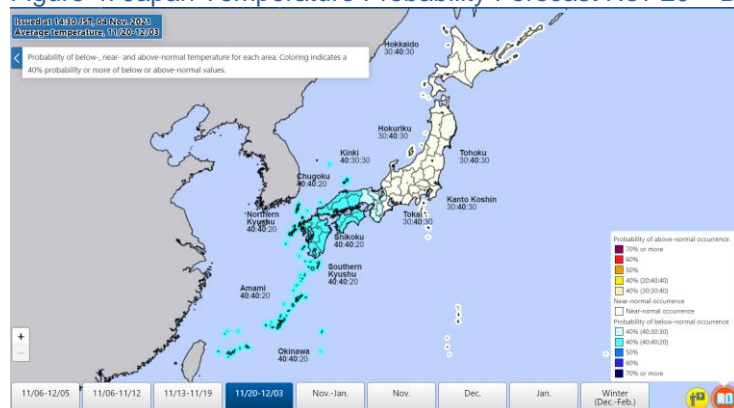 Issued at 14:30 JST, 04 Nov. 2021
Average temperature, 11/20-12/03
Probability of below-, near- and above-normal temperature for each area. Coloring indicates a
40% probability or more of below or above-normal values.
Hokkaido
30:40:30
Hokuriku
30:40:30
Tohoku
30:40:30
Kinki
40:30:30
Chugoku
40:40:20
Kanto Koshin
30:40:30
Tokai
30:40:30
Northern
Kyushu
40:40:20
Shikoku
40:40:20
Southern
Kyushu
40:40:20
Amami
40:40:20
Okinawa
40:40:20
Probability of above-normal occurrence
70% or more
60%
50%
40% (20:40:40)
40% (30:30:40)
Near-normal occurrence
Near-normal occurrence
Probability of below-normal occurrence
40% (40:30:30)
40% (40:40:20)
50%
60%
70% or more
+
−
11/06-12/05
11/06-11/12
11/13-11/19
11/20-12/03
Nov.-Jan.
Nov.
Dec.
Jan.
Winter
(Dec.-Feb.)